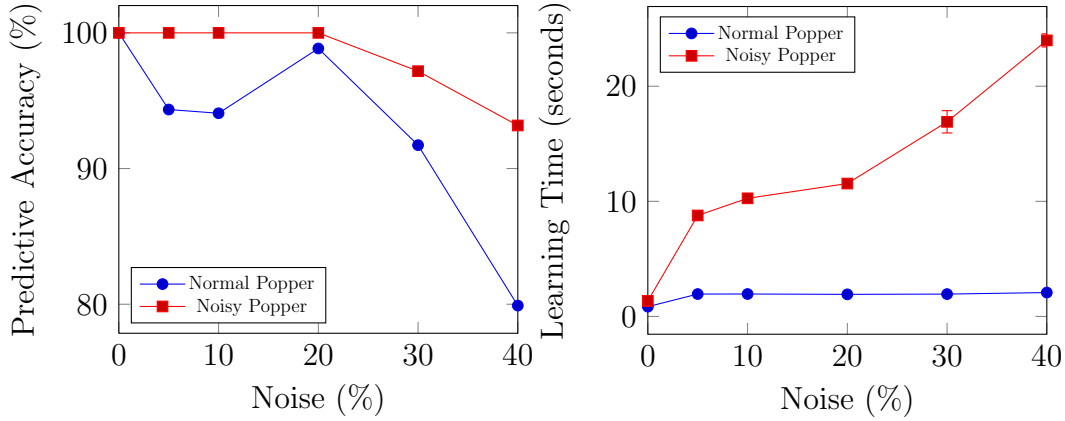 Predictive Accuracy (%)
100
90
80
Normal Popper
Noisy Popper
0
10
20
30
40
Noise (%)
Learning Time (seconds)
20
10
0
Normal Popper
Noisy Popper
0
10
20
30
40
Noise (%)